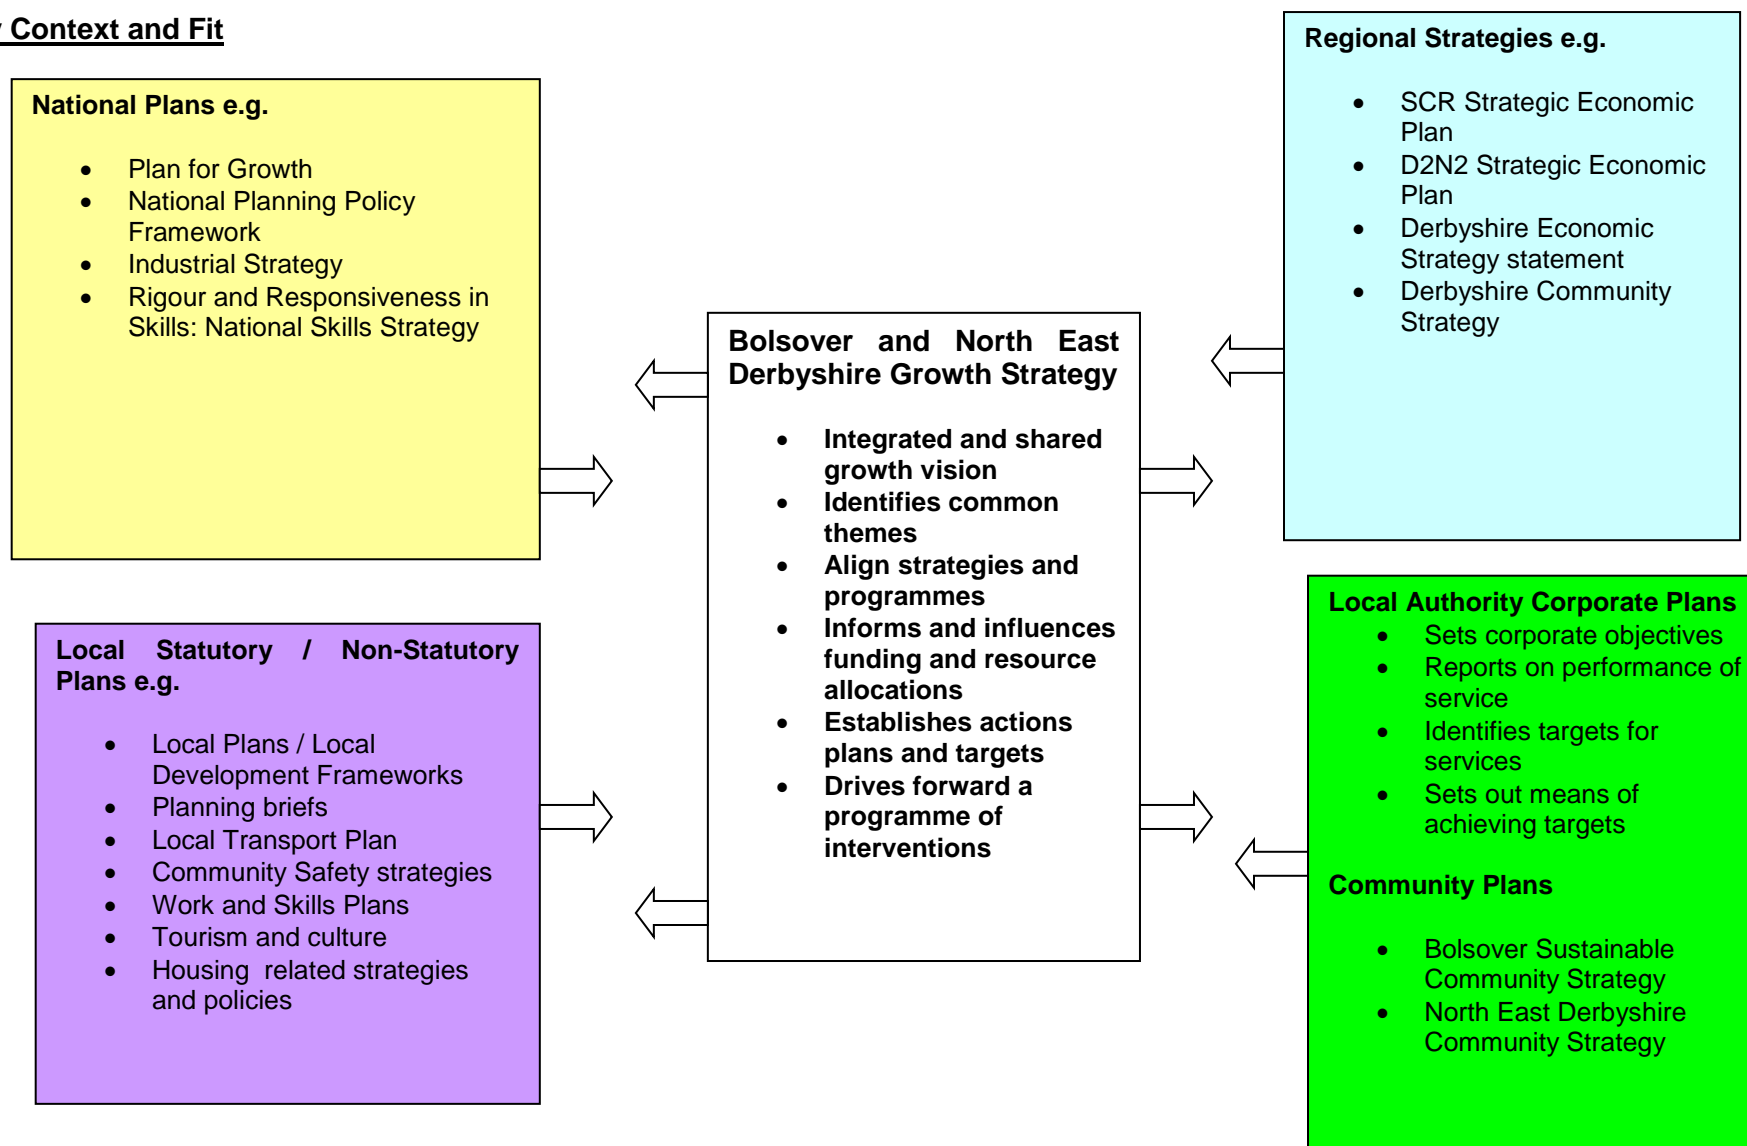 y Context and Fit
National Plans e.g.
• Plan for Growth
• National Planning Policy
Framework
• Industrial Strategy
• Rigour and Responsiveness in
Skills: National Skills Strategy
Regional Strategies e.g.
• SCR Strategic Economic
Plan
• D2N2 Strategic Economic
Plan
• Derbyshire Economic
Strategy statement
• Derbyshire Community
Strategy
Bolsover and North East
Derbyshire Growth Strategy
• Integrated and shared
growth vision
• Identifies common
themes
• Align strategies and
programmes
• Informs and influences
funding and resource
allocations
• Establishes actions
plans and targets
• Drives forward a
programme of
interventions
Local Statutory / Non-Statutory
Plans e.g.
• Local Plans / Local
Development Frameworks
• Planning briefs
• Local Transport Plan
• Community Safety strategies
• Work and Skills Plans
• Tourism and culture
• Housing related strategies
and policies
Local Authority Corporate Plans
• Sets corporate objectives
• Reports on performance of
service
• Identifies targets for
services
• Sets out means of
achieving targets
Community Plans
• Bolsover Sustainable
Community Strategy
• North East Derbyshire
Community Strategy